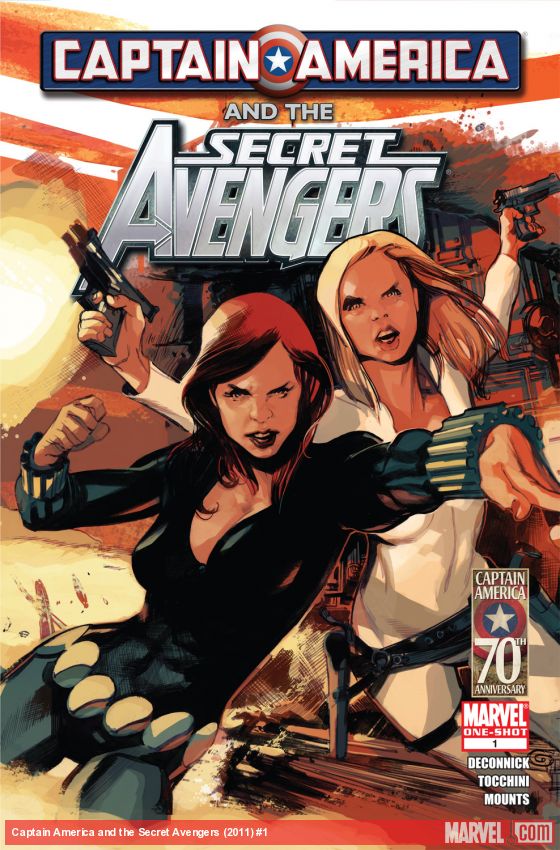 CAPTAIN AMERICA
AND THE
SECRET
AVENGERS
CAPTAIN
AMERICA
70TH
ANNIVERSARY
MARVEL
ONE-SHOT
1
DECONNICK
TOCCHINI
MOUNTS
Captain America and the Secret Avengers (2011) #1
MARVEL.com